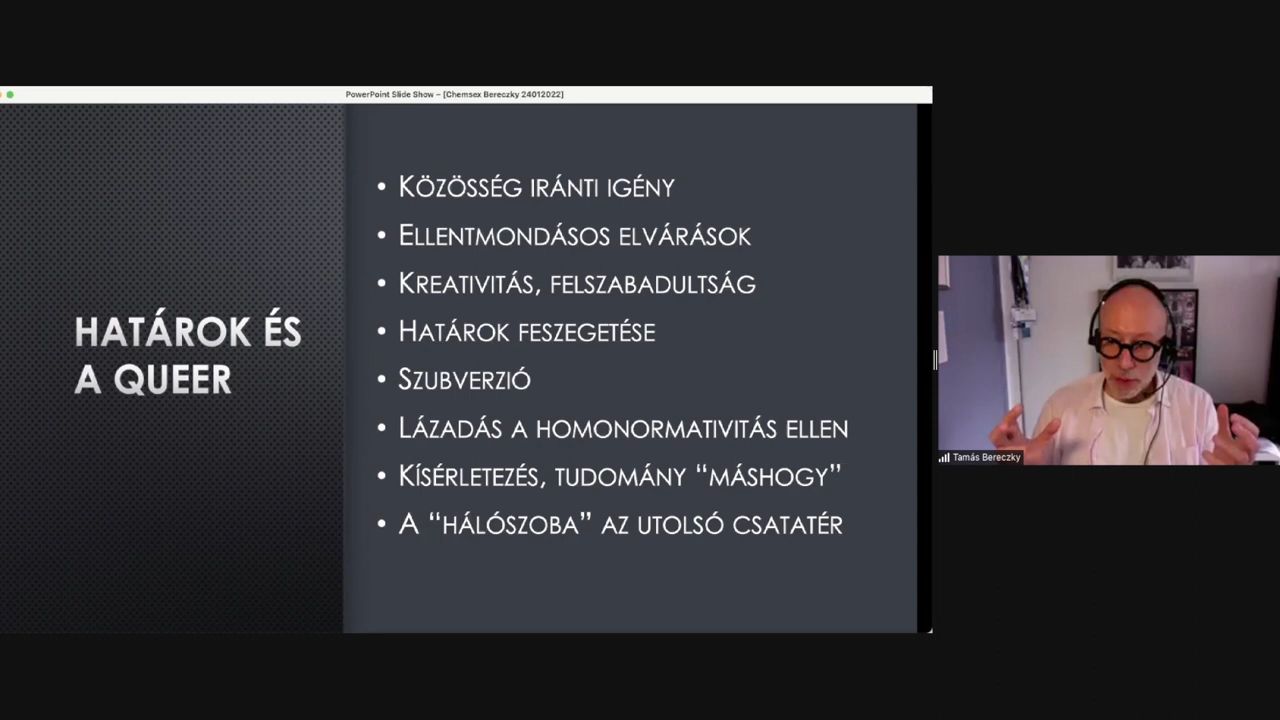 PowerPoint Slide Show – [Chemsex Bereczky 24012022]
HATÁROK ÉS
A QUEER
• KÖZÖSSÉG IRÁNTI IGÉNY
• ELLENTMONDÁSOS ELVÁRÁSOK
• KREATIVITÁS, FELSZABADULTSÁG
• HATÁROK FESZEGETÉSE
• SZUBVERZIÓ
• LÁZADÁS A HOMONORMATIVITÁS ELLEN
• KÍSÉRLETEZÉS, TUDOMÁNY “MÁSHOGY”
• A “HÁLÓSZOBA” AZ UTOLSÓ CSATATÉR
Tamás Bereczky